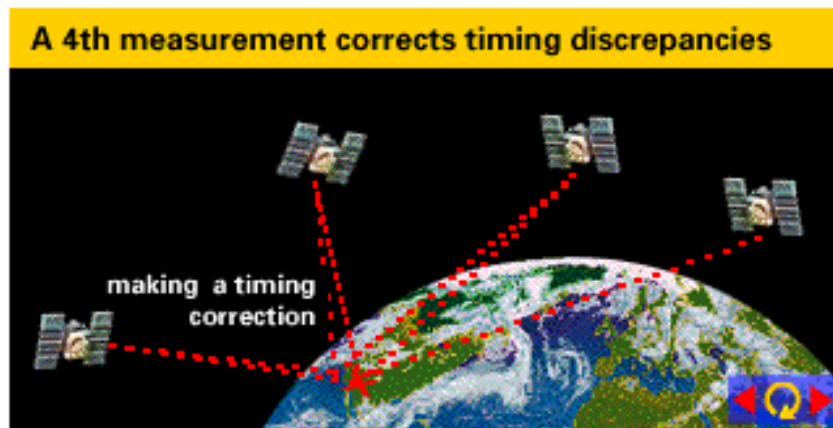 A 4th measurement corrects timing discrepancies
making a timing
correction